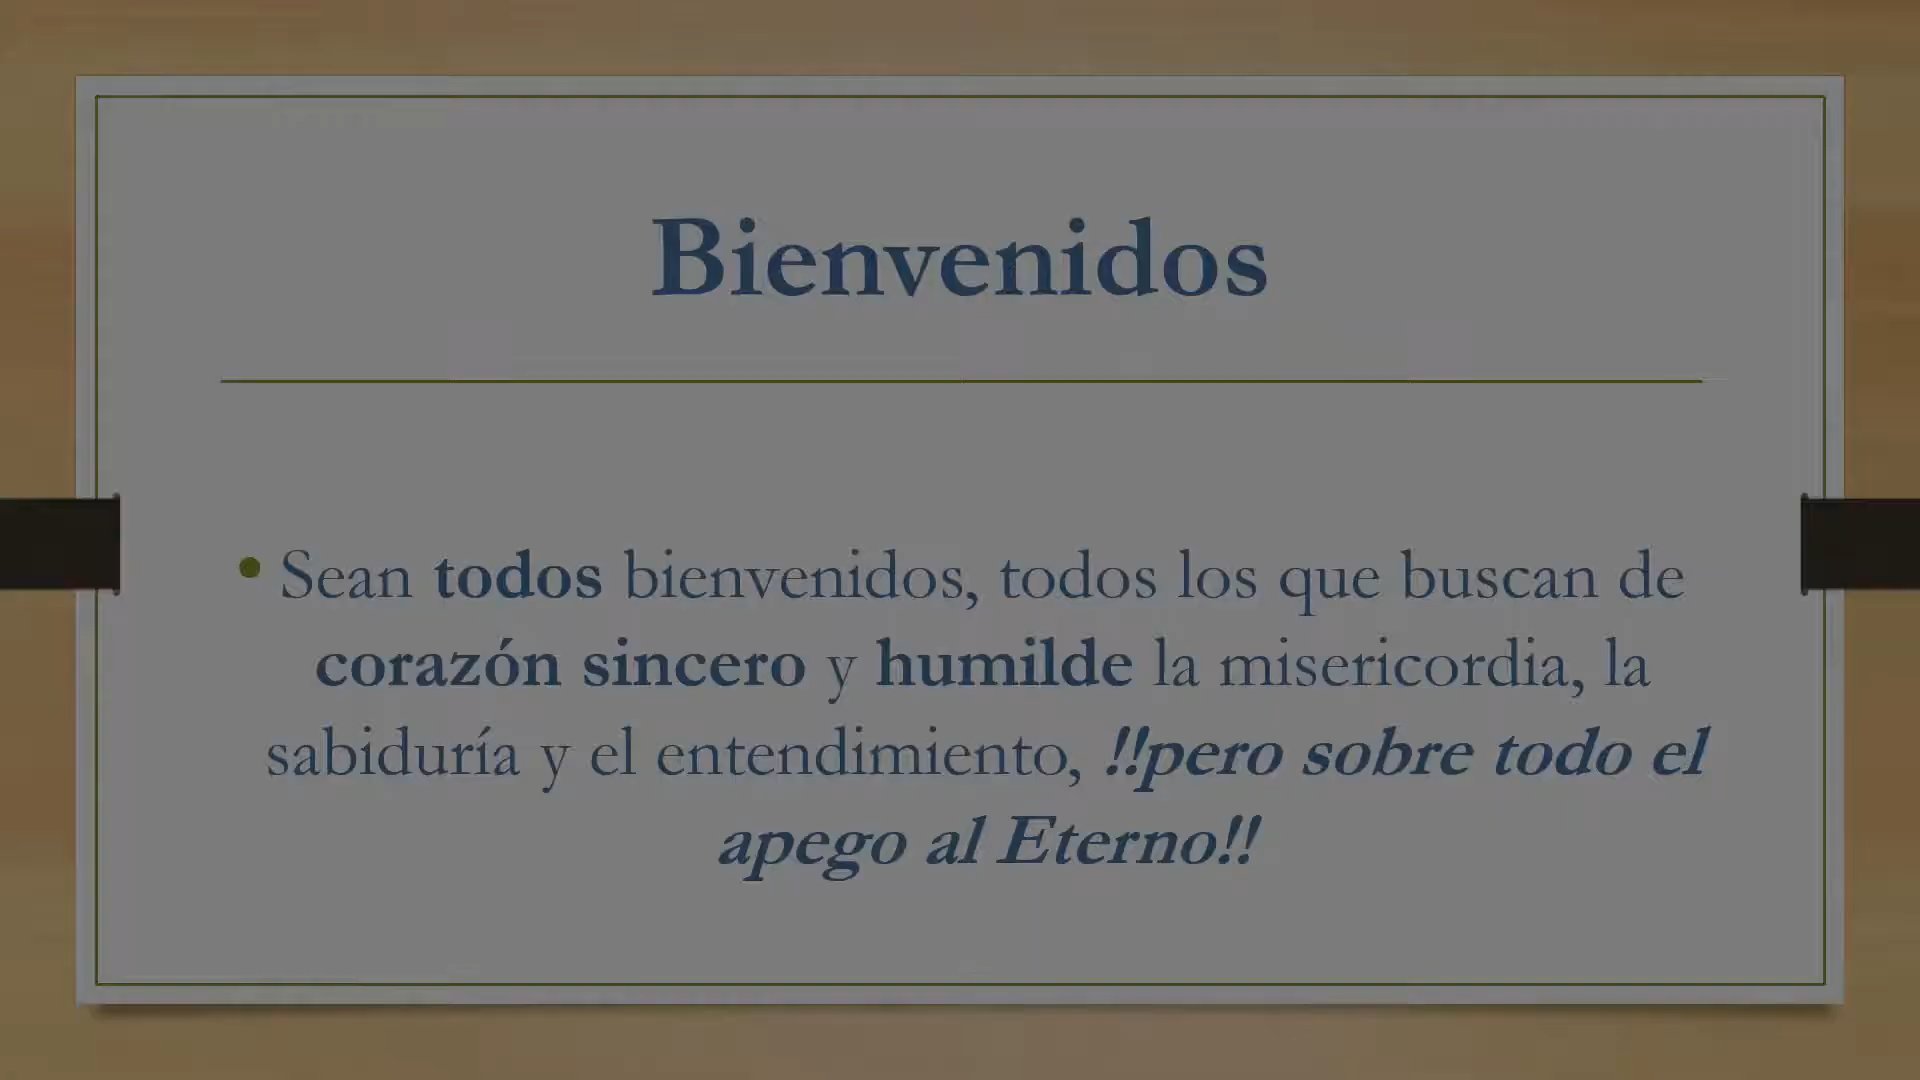 Bienvenidos
• Sean todos bienvenidos, todos los que buscan de
corazón sincero y humilde la misericordia, la
sabiduría y el entendimiento, !!pero sobre todo el
apego al Eterno!!